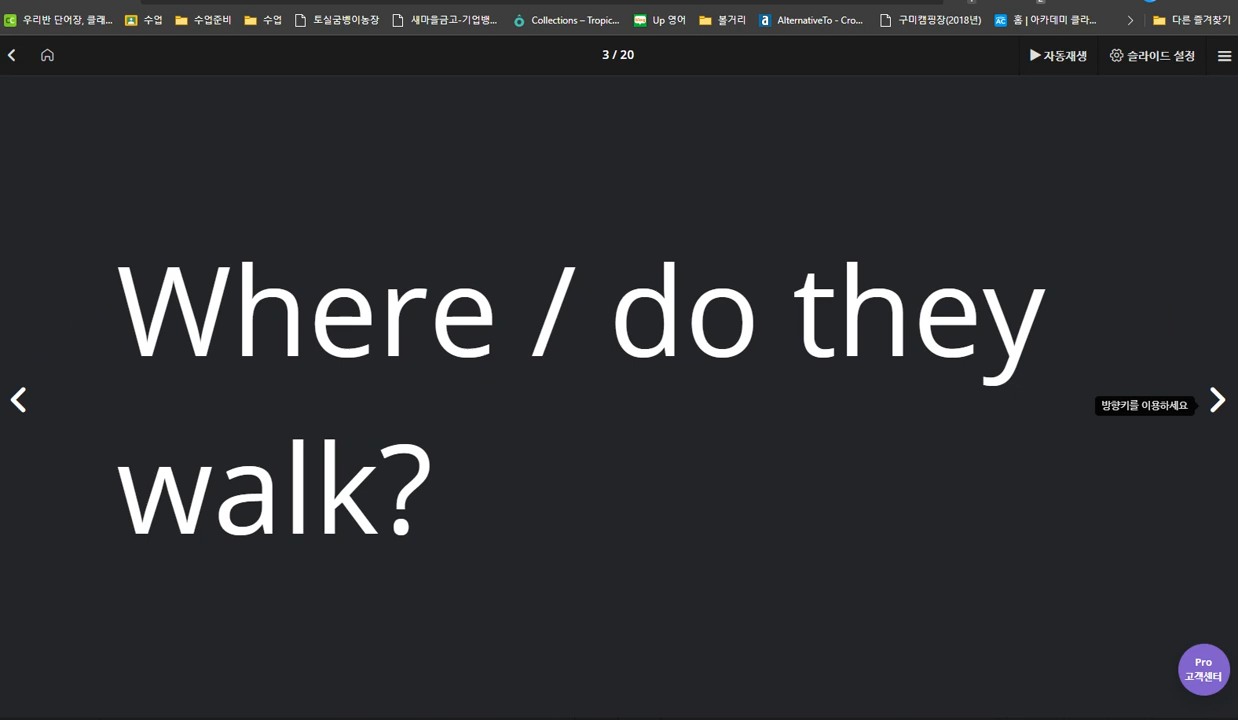 우리반 단어장, 클래... 수업 수업준비 수업 토실굼벵이농장 새마을금고-기업뱅... Collections – Tropic... Up 영어 볼거리 AlternativeTo - Cro... 구미캠핑장(2018년) 홈 | 아카데미 클라... 다른 즐겨찾기
3 / 20 자동재생 슬라이드 설정
Where / do they
방향키를 이용하세요
walk?
Pro
고객센터